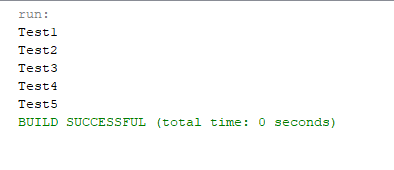 run:
Test1
Test2
Test3
Test4
Test5
BUILD SUCCESSFUL (total time: 0 seconds)